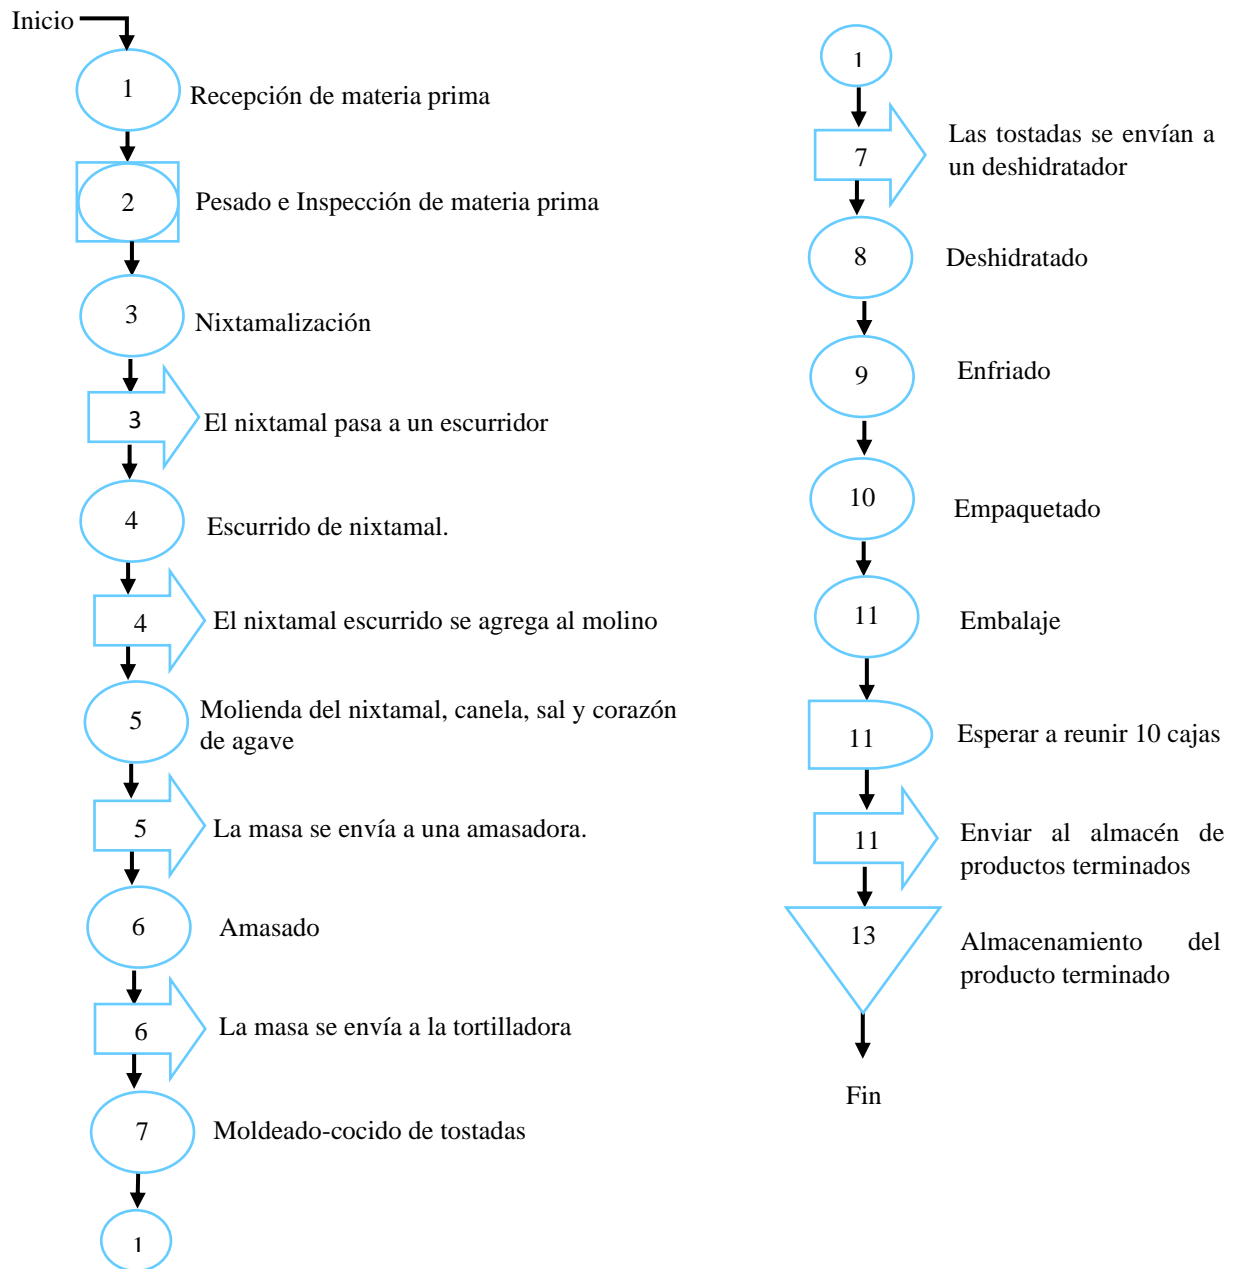 Inicio
1
Recepción de materia prima
2
Pesado e Inspección de materia prima
3
Nixtamalización
3
El nixtamal pasa a un escurridor
4
Escurrido de nixtamal.
4
El nixtamal escurrido se agrega al molino
5
Molienda del nixtamal, canela, sal y corazón
de agave
5
La masa se envía a una amasadora.
6
Amasado
6
La masa se envía a la tortilladora
7
Moldeado-cocido de tostadas
1
1
7
Las tostadas se envían a
un deshidratador
8
Deshidratado
9
Enfriado
10
Empaquetado
11
Embalaje
11
Esperar a reunir 10 cajas
11
Enviar al almacén de
productos terminados
13
Almacenamiento del
producto terminado
Fin